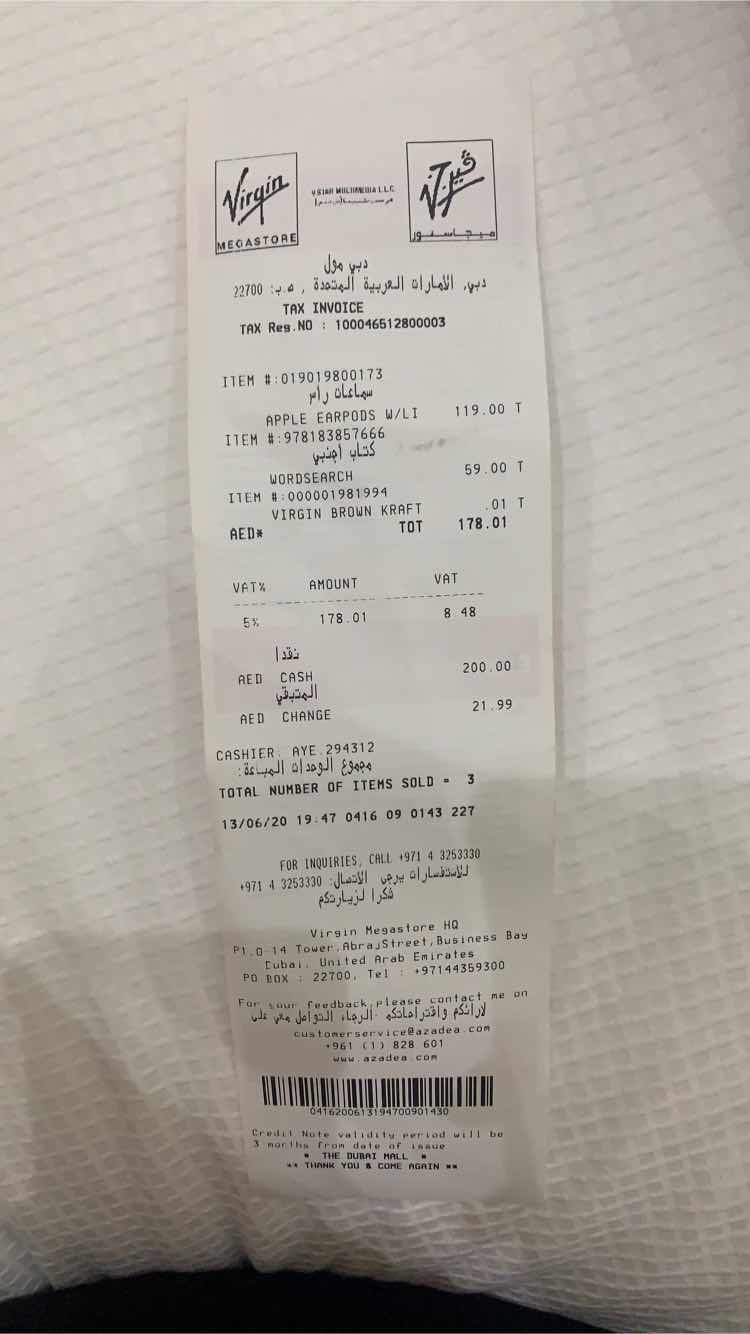 Virgin
MEGASTORE
V.STAR MULTIMEDIA L.L.C
فيرجن
ميجاستور
دبي مول
دبي, الأمارات العربية المتحدة , ص.ب: 22700
TAX INVOICE
TAX Reg.NO : 100046512800003
ITEM #:019019800173
سماعات رأس
APPLE EARPODS W/LI 119.00 T
ITEM #:978183857666
كتاب أجنبي
WORDSEARCH 59.00 T
ITEM #:000001981994
VIRGIN BROWN KRAFT .01 T
AED* TOT 178.01
VAT% AMOUNT VAT
5% 178.01 8 48
نقدا
AED CASH 200.00
المتبقي
AED CHANGE 21.99
CASHIER. AYE.294312
مجموع الوحدات المباعة:
TOTAL NUMBER OF ITEMS SOLD = 3
13/06/20 19.47 0416 09 0143 227
FOR INQUIRIES, CALL +971 4 3253330
للاستفسارات يرجى الاتصال: 3253330 4 971+
شكرا لزيارتكم
Virgin Megastore HQ
P1.0-14 Tower,AbrajStreet,Business Bay
Dubai, United Arab Emirates
PO BOX : 22700, Tel : +97144359300
For your feedback,please contact me on
لارائكم واقتراحاتكم .الرجاء التواصل معي على
customerservice@azadea.com
+961 (1) 828 601
www.azadea.com
0416200613194700901430
Credit Note validity period will be
3 months from date of issue
* THE DUBAI MALL *
** THANK YOU & COME AGAIN **